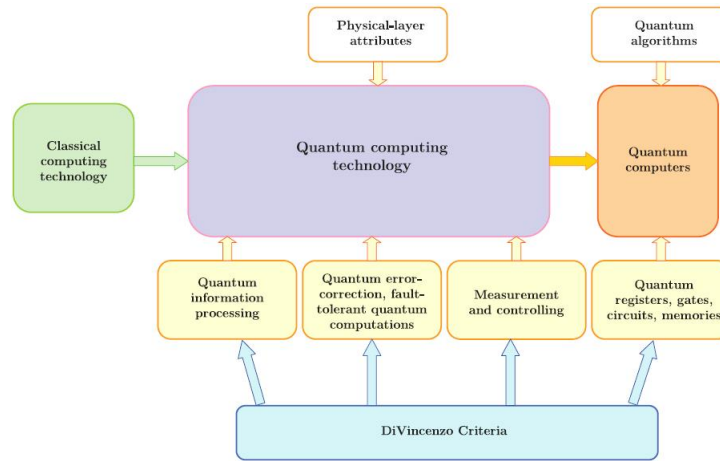 Physical-layer
attributes
Quantum
algorithms
Classical
computing
technology
Quantum computing
technology
Quantum
computers
Quantum
information
processing
Quantum error-
correction, fault-
tolerant quantum
computations
Measurement
and controlling
Quantum
registers, gates,
circuits, memories
DiVincenzo Criteria